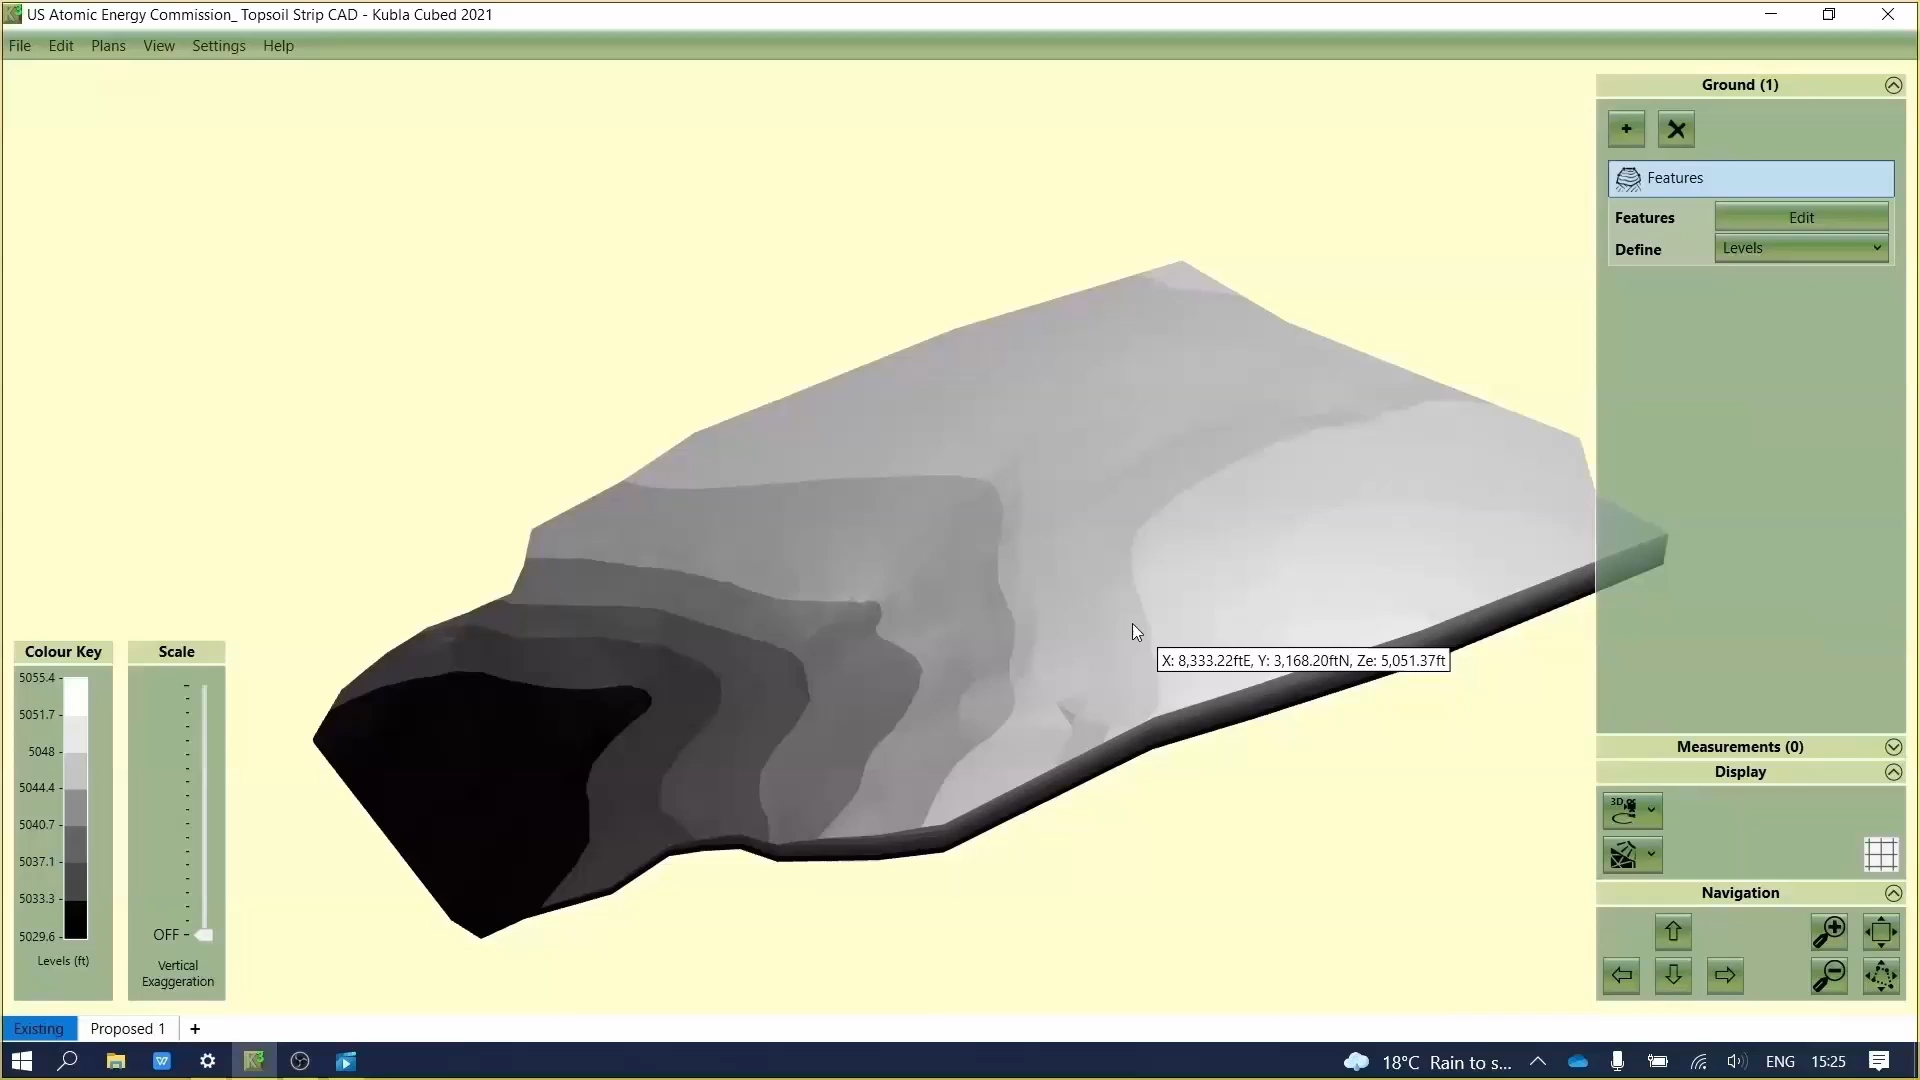 US Atomic Energy Commission_ Topsoil Strip CAD - Kubla Cubed 2021
File Edit Plans View Settings Help
Ground (1)
Features
Features Edit
Define Levels
X: 8,333.22ftE, Y: 3,168.20ftN, Ze: 5,051.37ft
Colour Key
5055.4
5051.7
5048
5044.4
5040.7
5037.1
5033.3
5029.6
Levels (ft)
Scale
OFF
Vertical
Exaggeration
Measurements (0)
Display
3D
Navigation
Existing Proposed 1 +
18°C Rain to s... ENG 15:25